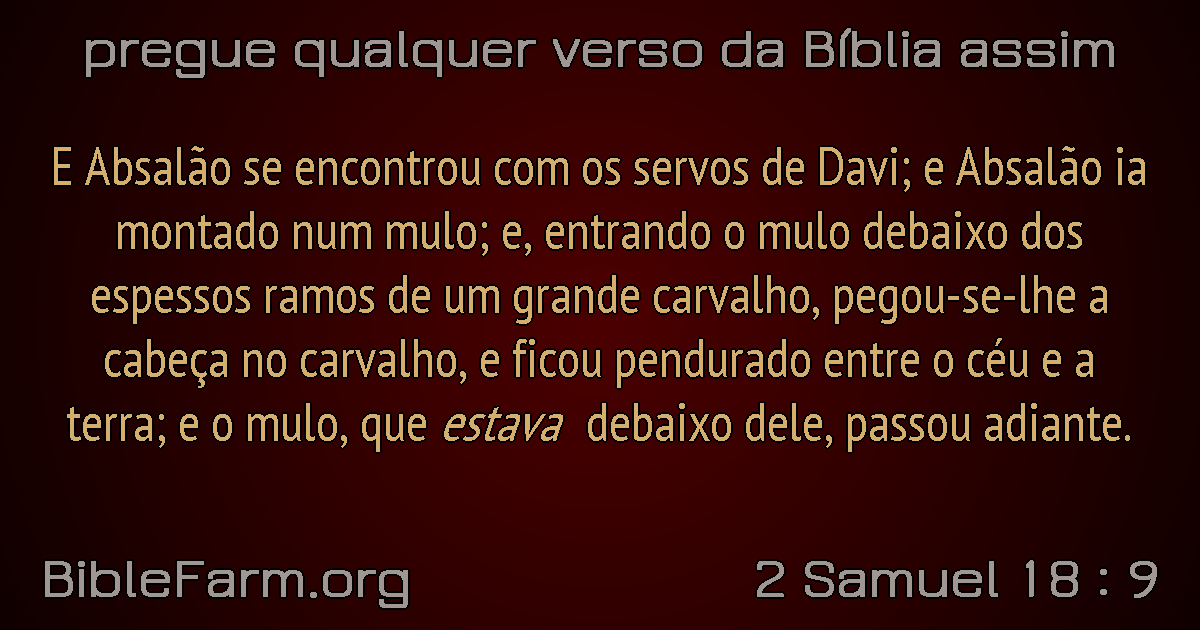 pregue qualquer verso da Bíblia assim
E Absalão se encontrou com os servos de Davi; e Absalão ia
montado num mulo; e, entrando o mulo debaixo dos
espessos ramos de um grande carvalho, pegou-se-lhe a
cabeça no carvalho, e ficou pendurado entre o céu e a
terra; e o mulo, que estava debaixo dele, passou adiante.
BibleFarm.org 2 Samuel 18 : 9